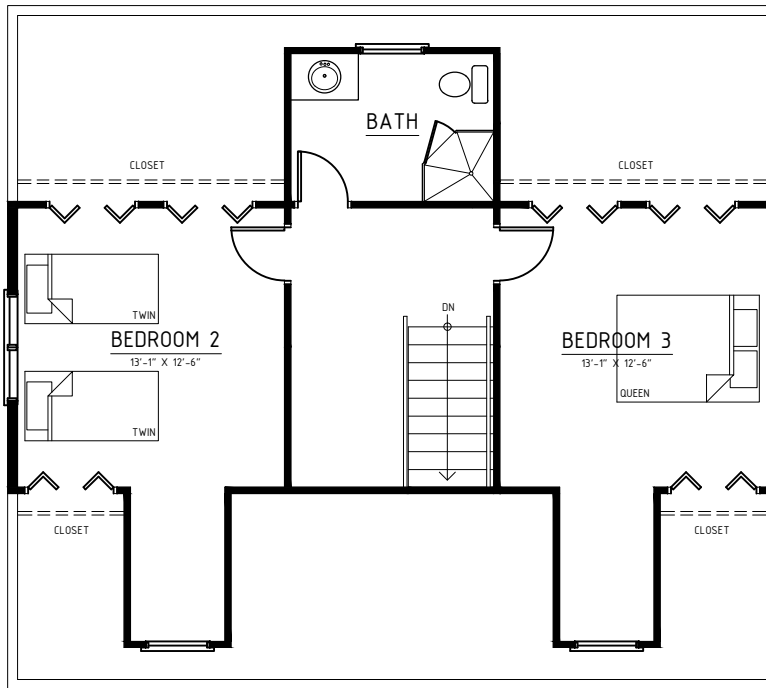 BATH
CLOSET
CLOSET
DN
TWIN
BEDROOM 2
13'-1" X 12'-6"
BEDROOM 3
13'-1" X 12'-6"
QUEEN
TWIN
CLOSET
CLOSET